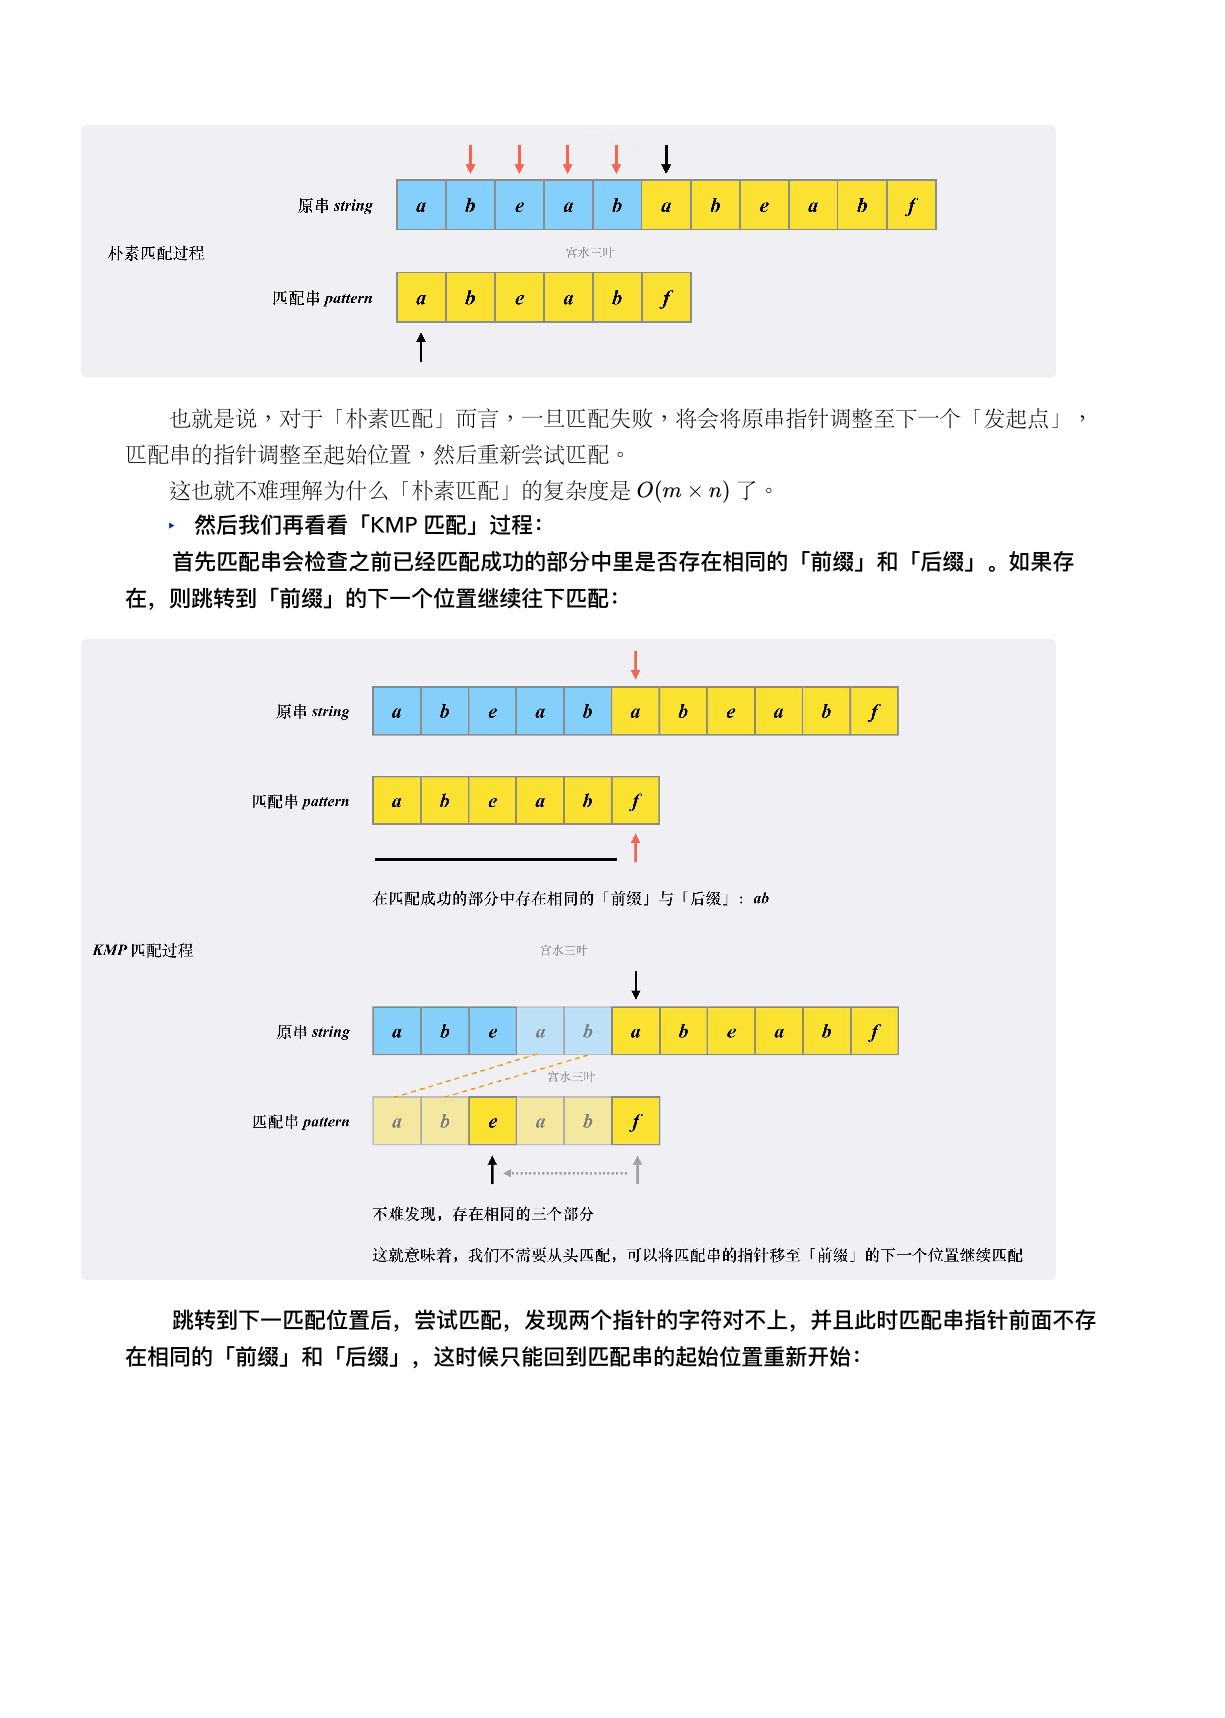 原串 string a b e a b a b e a b f
朴素匹配过程
宫水三叶
匹配串 pattern a b e a b f
也就是说，对于「朴素匹配」而言，一旦匹配失败，将会将原串指针调整至下一个「发起点」，
匹配串的指针调整至起始位置，然后重新尝试匹配。
这也就不难理解为什么「朴素匹配」的复杂度是 O(m × n) 了。
▸ 然后我们再看看「KMP 匹配」过程：
首先匹配串会检查之前已经匹配成功的部分中里是否存在相同的「前缀」和「后缀」。如果存
在，则跳转到「前缀」的下一个位置继续往下匹配：
原串 string a b e a b a b e a b f
匹配串 pattern a b e a b f
在匹配成功的部分中存在相同的「前缀」与「后缀」：ab
KMP 匹配过程
宫水三叶
原串 string a b e a b a b e a b f
宫水三叶
匹配串 pattern a b e a b f
不难发现，存在相同的三个部分
这就意味着，我们不需要从头匹配，可以将匹配串的指针移至「前缀」的下一个位置继续匹配
跳转到下一匹配位置后，尝试匹配，发现两个指针的字符对不上，并且此时匹配串指针前面不存
在相同的「前缀」和「后缀」，这时候只能回到匹配串的起始位置重新开始：